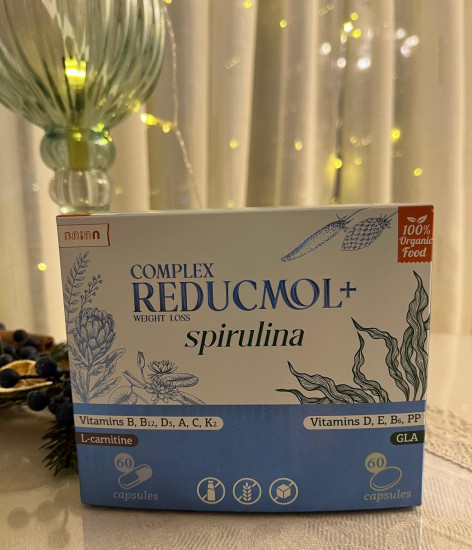 100%
Organic
Food
COMPLEX
REDUCMOL+
WEIGHT LOSS
spirulina
Vitamins B, B₁₂, D₃, A, C, K₂
Vitamins D, E, B₆, PP
L-carnitine
GLA
60
capsules
60
capsules